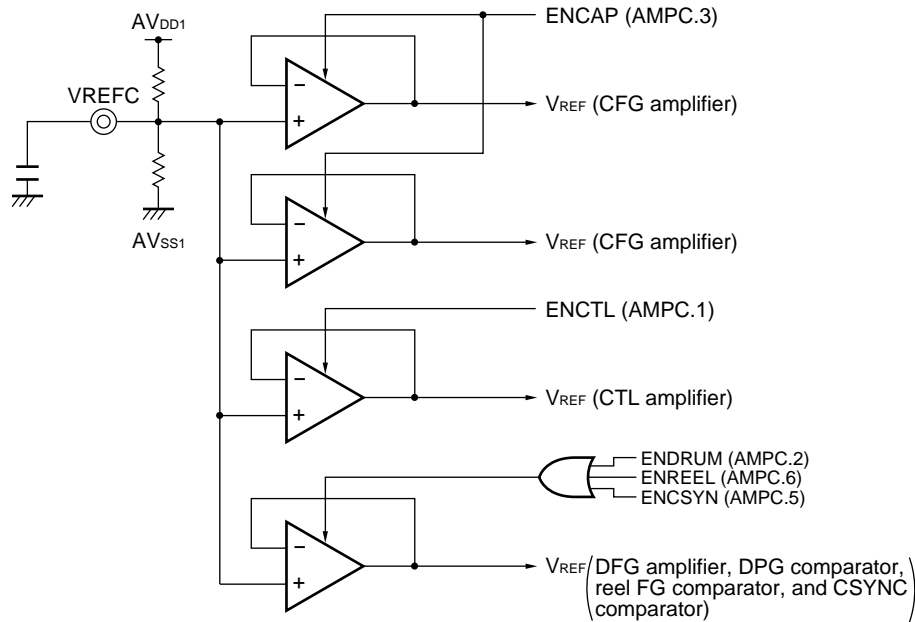 AVDD1
ENCAP (AMPC.3)
VREFC
−
+
VREF (CFG amplifier)
AVSS1
−
+
VREF (CFG amplifier)
ENCTL (AMPC.1)
−
+
VREF (CTL amplifier)
ENDRUM (AMPC.2)
ENREEL (AMPC.6)
ENCSYN (AMPC.5)
−
+
VREF (DFG amplifier, DPG comparator,
reel FG comparator, and CSYNC
comparator)